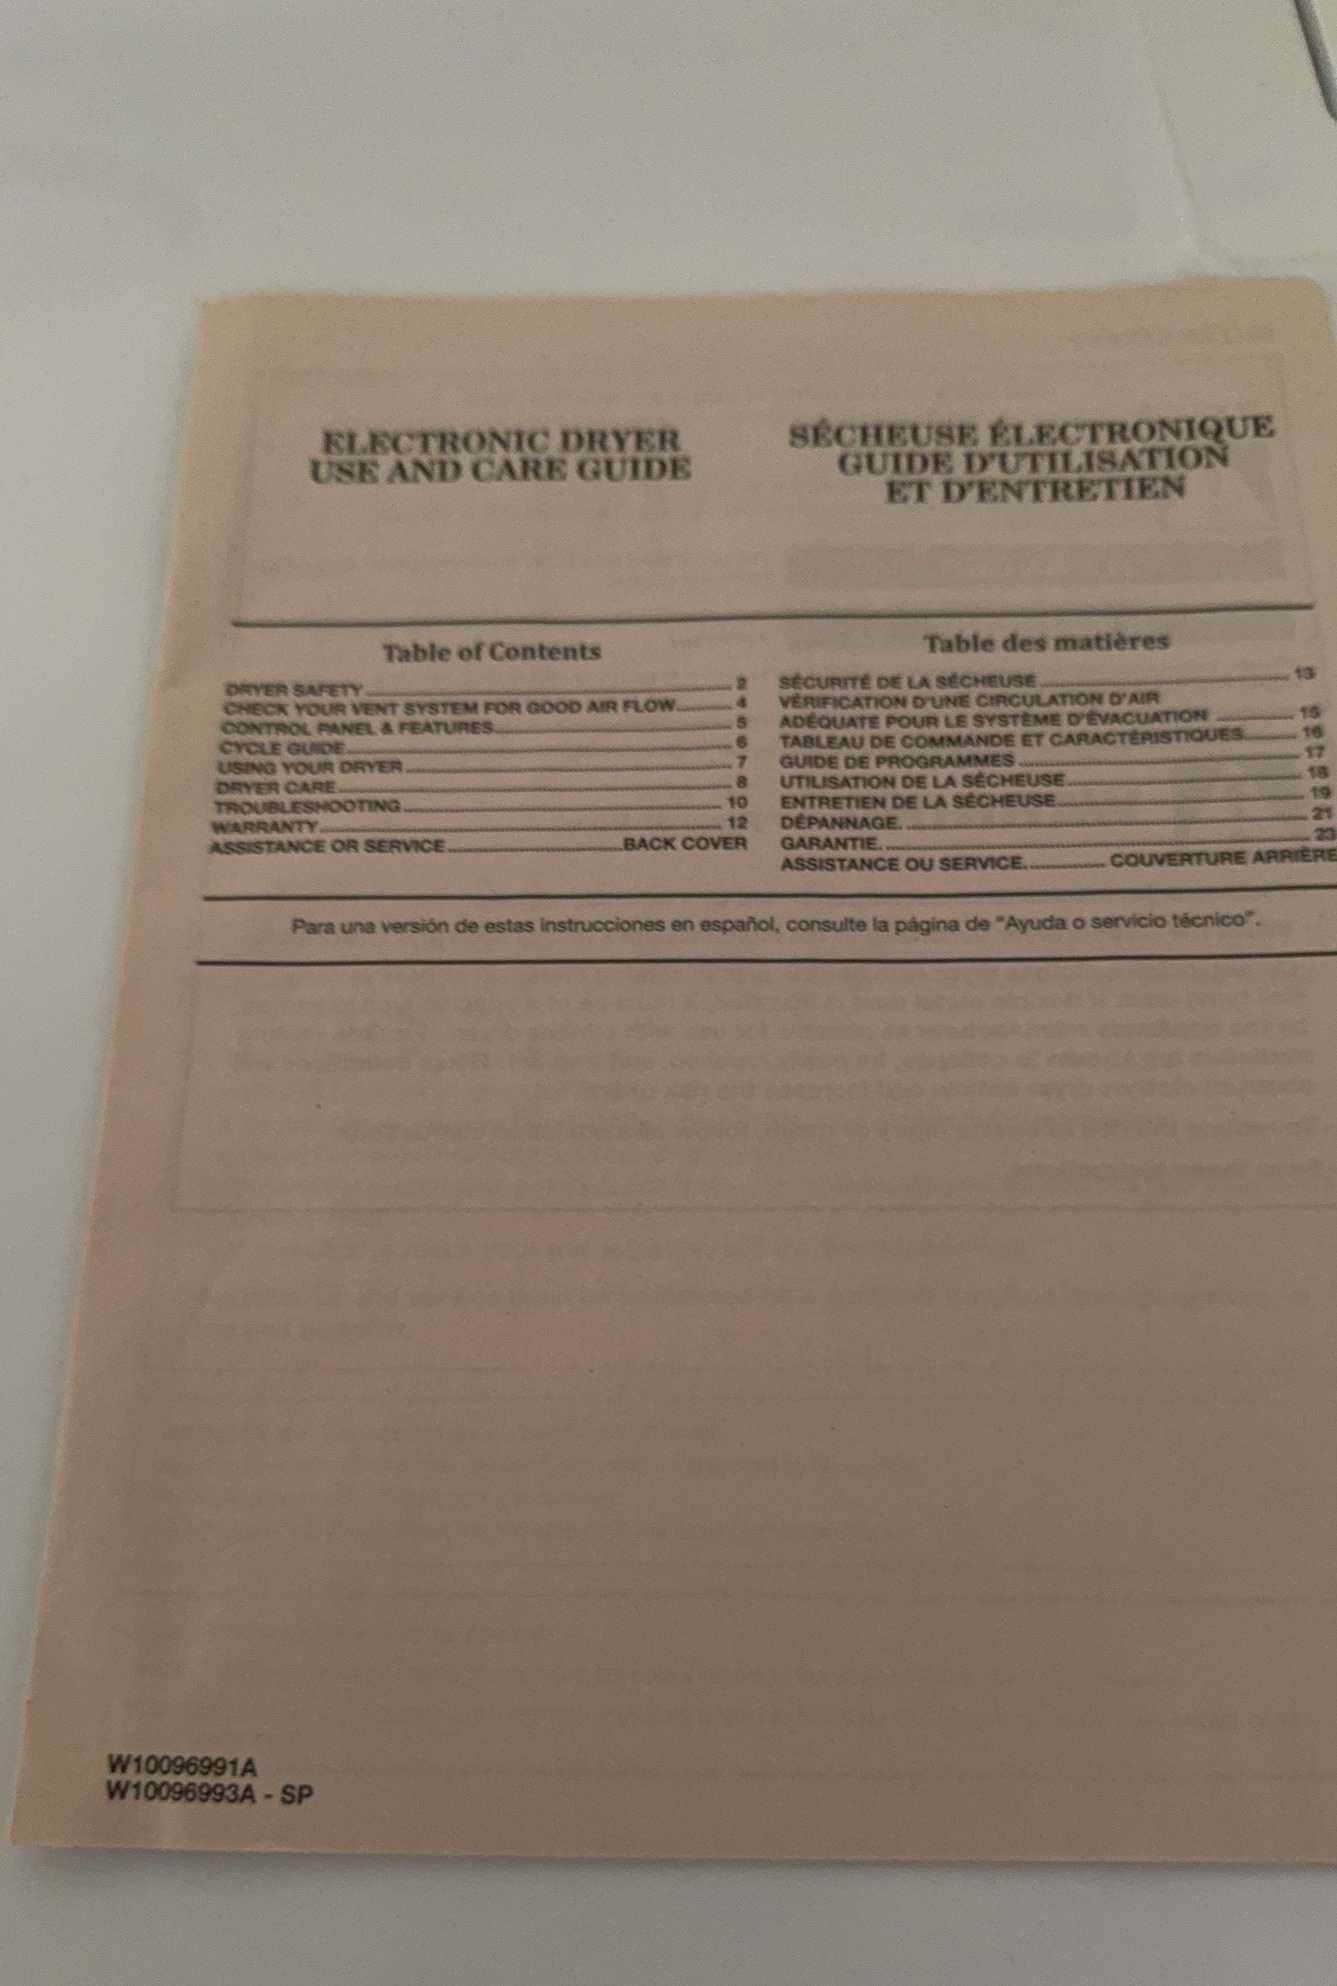 ELECTRONIC DRYER
USE AND CARE GUIDE
SÉCHEUSE ÉLECTRONIQUE
GUIDE D'UTILISATION
ET D'ENTRETIEN
Table of Contents
DRYER SAFETY 2
CHECK YOUR VENT SYSTEM FOR GOOD AIR FLOW 4
CONTROL PANEL & FEATURES 5
CYCLE GUIDE 6
USING YOUR DRYER 7
DRYER CARE 8
TROUBLESHOOTING 10
WARRANTY 12
ASSISTANCE OR SERVICE BACK COVER
Table des matières
SÉCURITÉ DE LA SÉCHEUSE 13
VÉRIFICATION D'UNE CIRCULATION D'AIR
ADÉQUATE POUR LE SYSTÈME D'ÉVACUATION 15
TABLEAU DE COMMANDE ET CARACTÉRISTIQUES 16
GUIDE DE PROGRAMMES 17
UTILISATION DE LA SÉCHEUSE 18
ENTRETIEN DE LA SÉCHEUSE 19
DÉPANNAGE 21
GARANTIE 23
ASSISTANCE OU SERVICE COUVERTURE ARRIÈRE
Para una versión de estas instrucciones en español, consulte la página de "Ayuda o servicio técnico".
W10096991A
W10096993A - SP